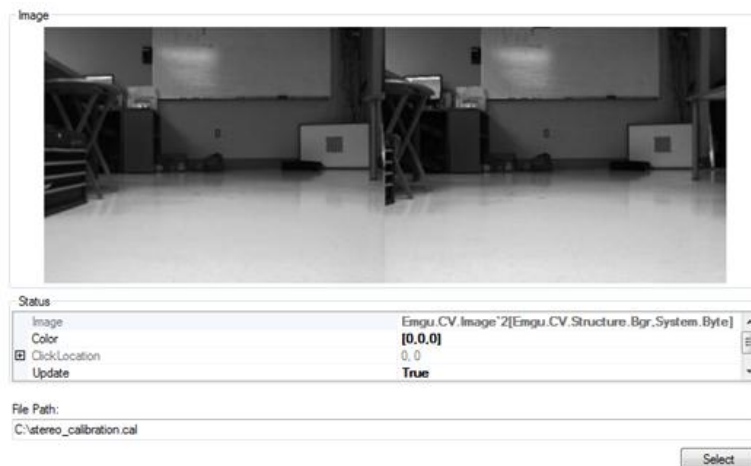 Image
Status
Image Emgu.CV.Image`2[Emgu.CV.Structure.Bgr,System.Byte]
Color [0,0,0]
ClickLocation 0, 0
Update True
File Path:
C:\stereo_calibration.cal
Select